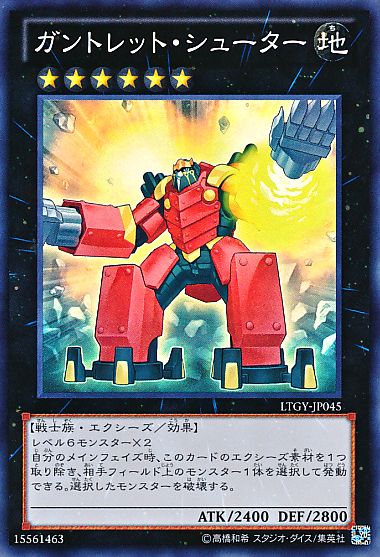 ガントレット・シューター 地
LTGY-JP045
【戦士族・エクシーズ／効果】
レベル６モンスター×２
自分のメインフェイズ時、このカードのエクシーズ素材を１つ
取り除き、相手フィールド上のモンスター１体を選択して発動
できる。選択したモンスターを破壊する。
ATK/2400 DEF/2800
15561463 ©高橋和希 スタジオ・ダイス/集英社